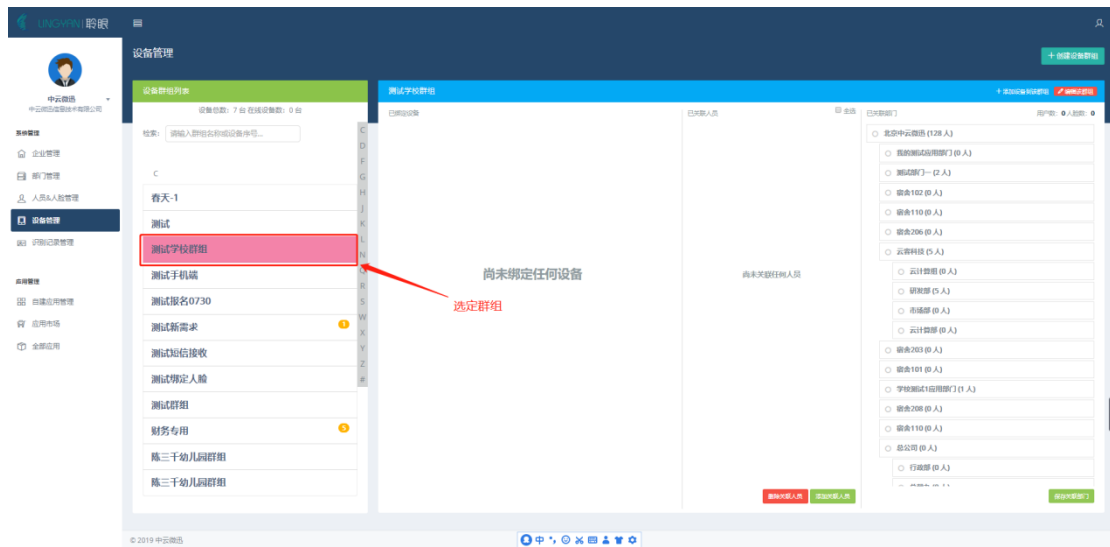 LINGYAN 聆眼
设备管理
+ 创建设备群组
中云微迅
中云微迅信息技术有限公司
系统管理
企业管理
部门管理
人员&人脸管理
设备管理
识别记录管理
应用管理
自建应用管理
应用市场
全部应用
设备群组列表
设备总数: 7 台 在线设备数: 0 台
检索: 请输入群组名称或设备序号...
C
春天-1
测试
测试学校群组
测试手机端
测试报名0730
测试新需求 1
测试短信接收
测试绑定人脸
测试群组
财务专用 5
陈三千幼儿园群组
陈三千幼儿园群组
C
D
F
G
H
J
K
L
N
Q
R
S
W
X
Y
Z
#
选定群组
测试学校群组
+ 添加设备到该群组 编辑该群组
已绑定设备
尚未绑定任何设备
已关联人员 全选
尚未关联任何人员
删除关联人员 添加关联人员
已关联部门 用户数: 0 人脸数: 0
北京中云微迅 (128 人)
我的测试应用部门 (0 人)
测试部门一 (2 人)
宿舍102 (0 人)
宿舍110 (0 人)
宿舍206 (0 人)
云睿科技 (5 人)
云计算组 (0 人)
研发部 (5 人)
市场部 (0 人)
云计算部 (0 人)
宿舍203 (0 人)
宿舍101 (0 人)
学校测试1应用部门 (1 人)
宿舍208 (0 人)
宿舍110 (0 人)
总公司 (0 人)
行政部 (0 人)
保存关联部门
© 2019 中云微迅
中